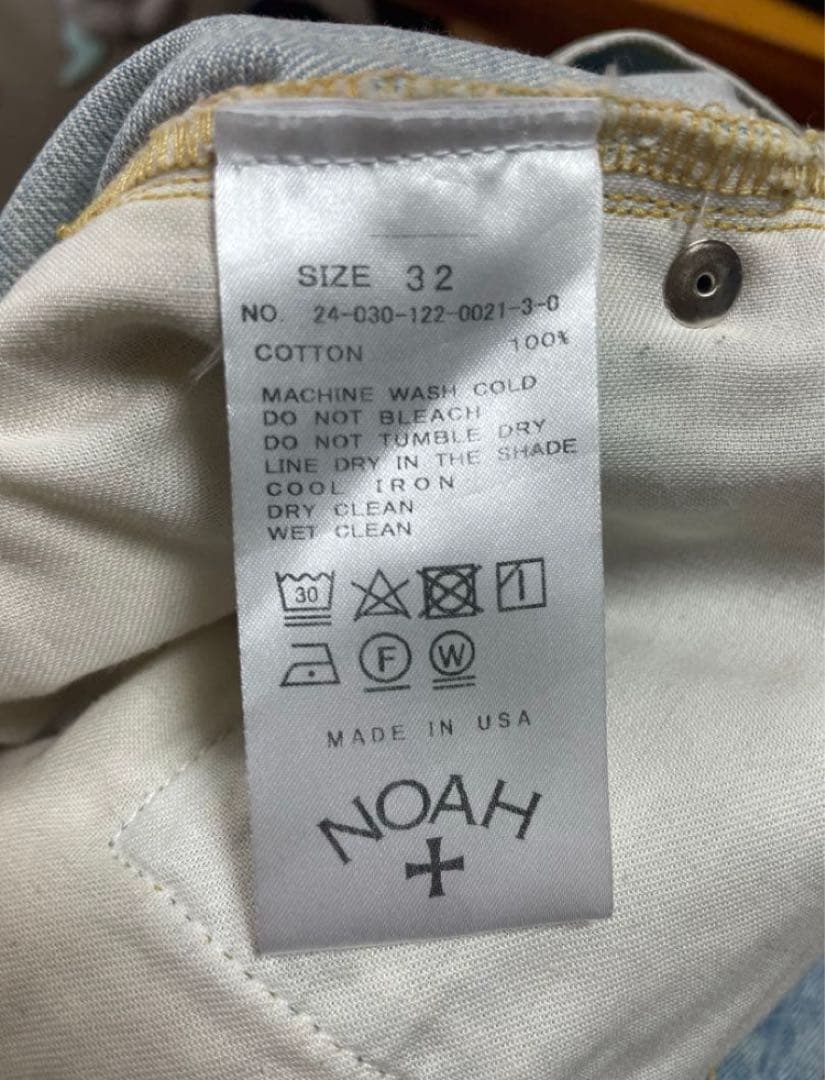 SIZE 32
NO. 24-030-122-0021-3-0
COTTON 100%
MACHINE WASH COLD
DO NOT BLEACH
DO NOT TUMBLE DRY
LINE DRY IN THE SHADE
COOL IRON
DRY CLEAN
WET CLEAN
30
F W
MADE IN USA
NOAH